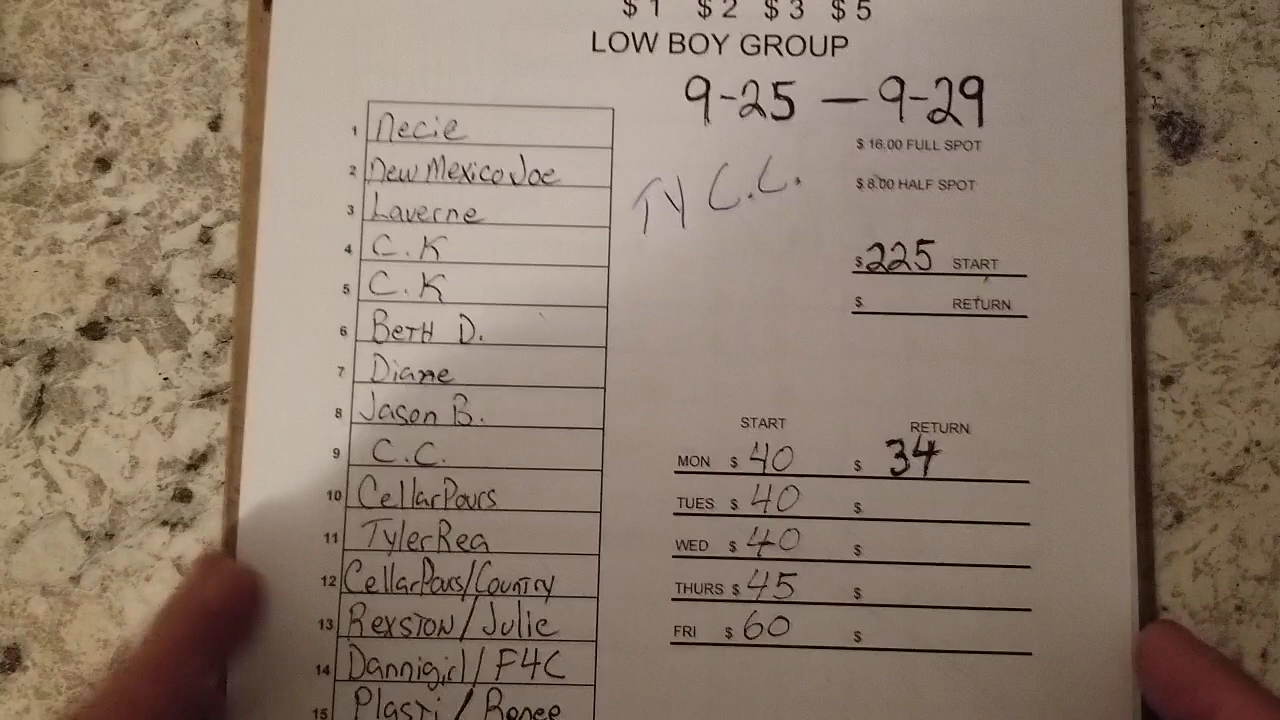 $1 $2 $3 $5
LOW BOY GROUP
9-25 — 9-29
$ 16.00 FULL SPOT
$ 8.00 HALF SPOT
TY C.C.
$ 225 START
$ RETURN
1 Necie
2 New Mexico Joe
3 Laverne
4 C.K
5 C.K
6 BetH D.
7 Diane
8 Jason B.
9 C.C.
10 CellarPours
11 TylerRea
12 CellarPours/Country
13 Rexston/Julie
14 Dannigirl/F4C
15 Plasti/Renee
START RETURN
MON $ 40 $ 34
TUES $ 40 $
WED $ 40 $
THURS $ 45 $
FRI $ 60 $